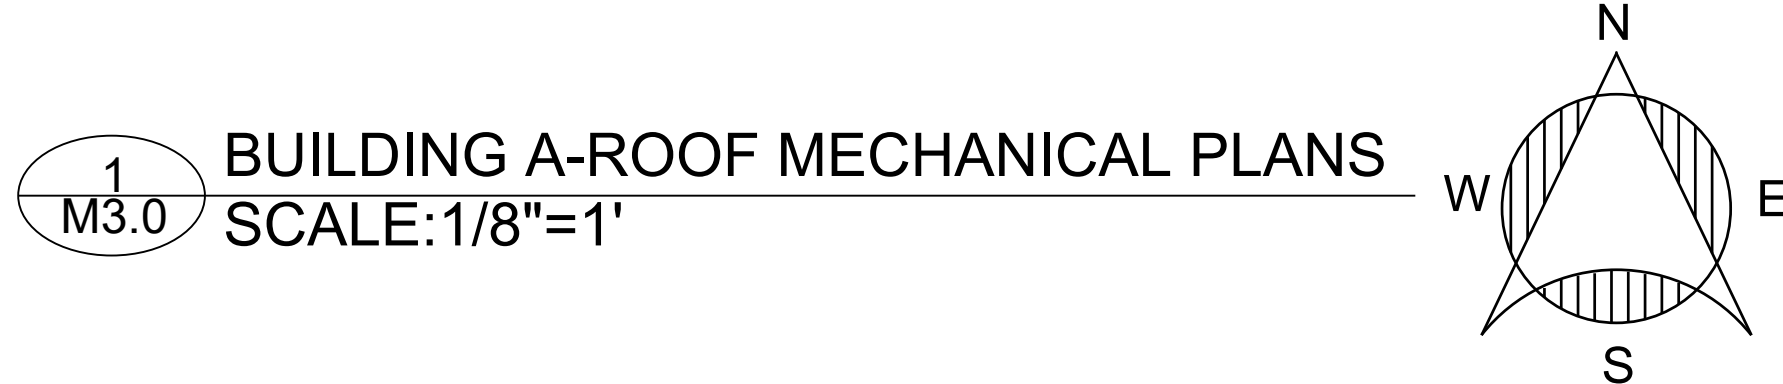 1
M3.0
BUILDING A-ROOF MECHANICAL PLANS
SCALE:1/8"=1'
N
W
E
S